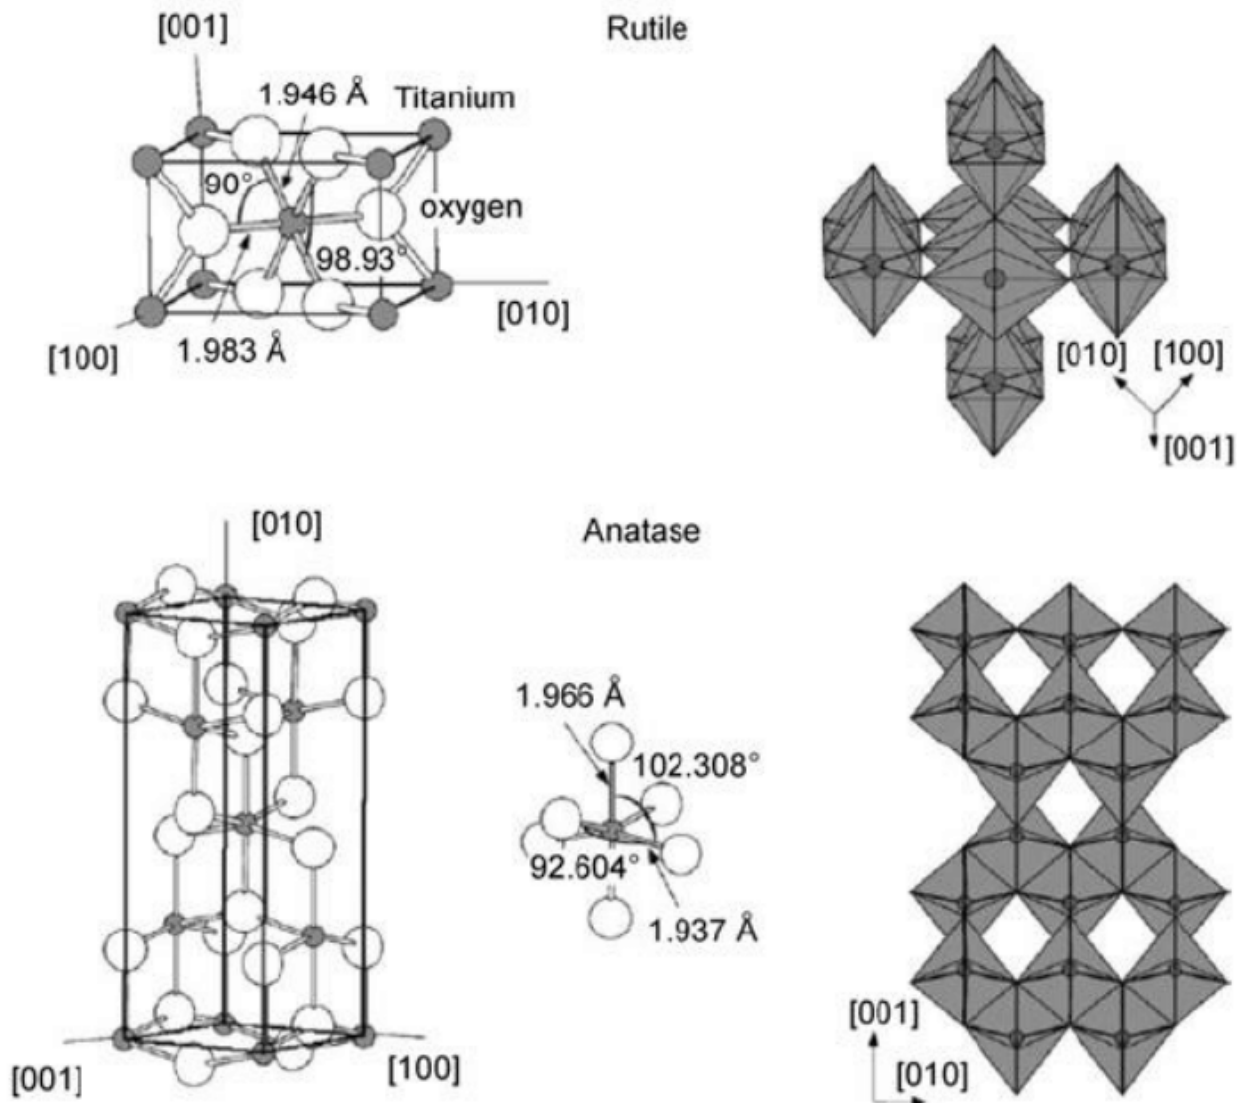 Rutile
[001]
1.946 Å
Titanium
90°
oxygen
98.93°
[010]
[100]
1.983 Å
[010]
[100]
[001]
Anatase
[010]
1.966 Å
102.308°
92.604°
1.937 Å
[001]
[100]
[001]
[010]